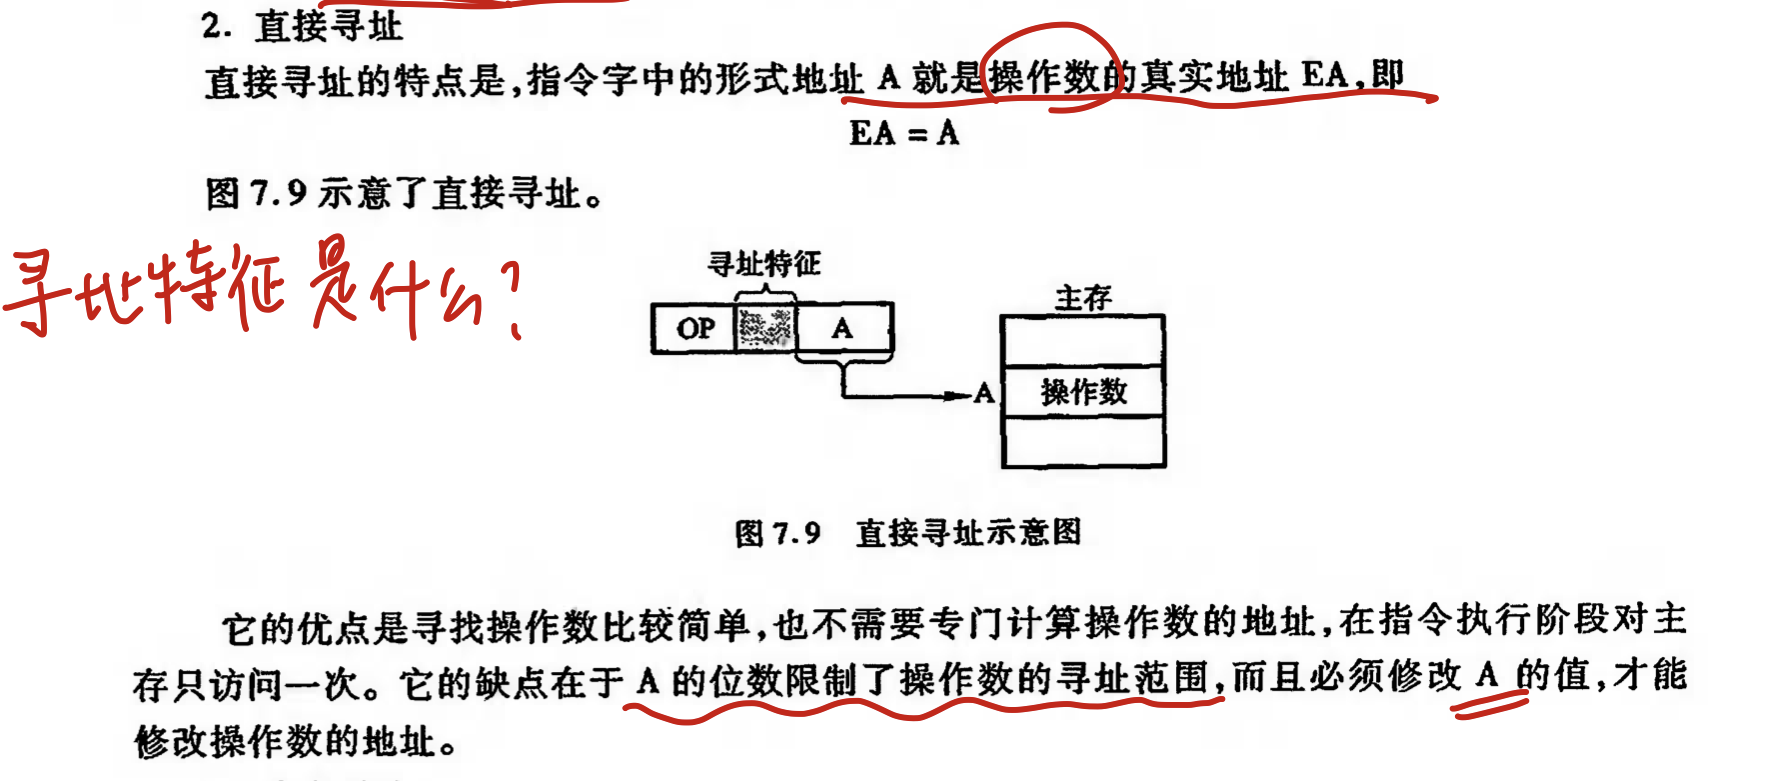 2. 直接寻址
直接寻址的特点是,指令字中的形式地址 A 就是操作数的真实地址 EA,即
EA = A
图 7.9 示意了直接寻址。
寻址特征是什么?
寻址特征
OP
A
主存
A
操作数
图 7.9 直接寻址示意图
它的优点是寻找操作数比较简单,也不需要专门计算操作数的地址,在指令执行阶段对主
存只访问一次。它的缺点在于 A 的位数限制了操作数的寻址范围,而且必须修改 A 的值,才能
修改操作数的地址。